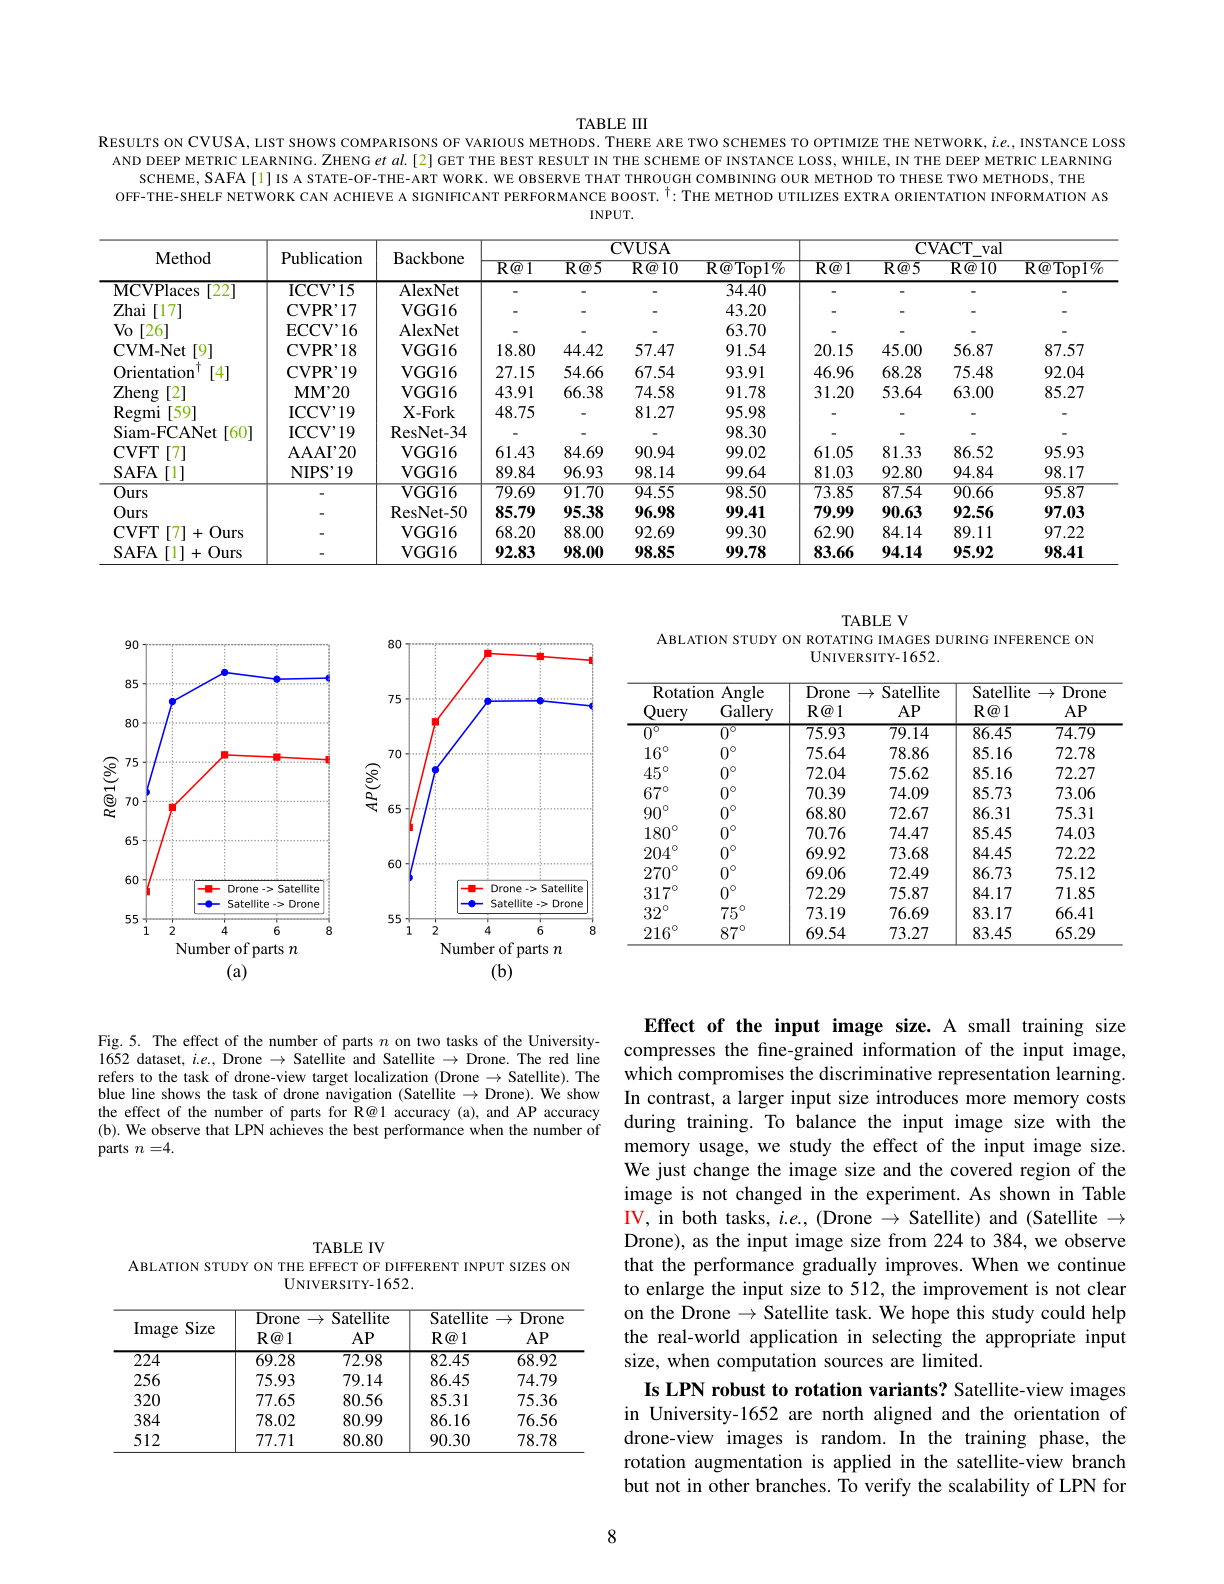 TABLE III
RESULTS ON CVUSA, LIST SHOWS COMPARISONS OF VARIOUS METHODS. THERE ARE TWO SCHEMES TO OPTIMIZE THE NETWORK, i.e., INSTANCE LOSS
AND DEEP METRIC LEARNING. ZHENG et al. [2] GET THE BEST RESULT IN THE SCHEME OF INSTANCE LOSS, WHILE, IN THE DEEP METRIC LEARNING
SCHEME, SAFA [1] IS A STATE-OF-THE-ART WORK. WE OBSERVE THAT THROUGH COMBINING OUR METHOD TO THESE TWO METHODS, THE
OFF-THE-SHELF NETWORK CAN ACHIEVE A SIGNIFICANT PERFORMANCE BOOST. †: THE METHOD UTILIZES EXTRA ORIENTATION INFORMATION AS
INPUT.
Method Publication Backbone CVUSA CVACT_val
R@1 R@5 R@10 R@Top1% R@1 R@5 R@10 R@Top1%
MCVPlaces [22] ICCV'15 AlexNet - - - 34.40 - - - -
Zhai [17] CVPR'17 VGG16 - - - 43.20 - - - -
Vo [26] ECCV'16 AlexNet - - - 63.70 - - - -
CVM-Net [9] CVPR'18 VGG16 18.80 44.42 57.47 91.54 20.15 45.00 56.87 87.57
Orientation† [4] CVPR'19 VGG16 27.15 54.66 67.54 93.91 46.96 68.28 75.48 92.04
Zheng [2] MM'20 VGG16 43.91 66.38 74.58 91.78 31.20 53.64 63.00 85.27
Regmi [59] ICCV'19 X-Fork 48.75 - 81.27 95.98 - - - -
Siam-FCANet [60] ICCV'19 ResNet-34 - - - 98.30 - - - -
CVFT [7] AAAI'20 VGG16 61.43 84.69 90.94 99.02 61.05 81.33 86.52 95.93
SAFA [1] NIPS'19 VGG16 89.84 96.93 98.14 99.64 81.03 92.80 94.84 98.17
Ours - VGG16 79.69 91.70 94.55 98.50 73.85 87.54 90.66 95.87
Ours - ResNet-50 85.79 95.38 96.98 99.41 79.99 90.63 92.56 97.03
CVFT [7] + Ours - VGG16 68.20 88.00 92.69 99.30 62.90 84.14 89.11 97.22
SAFA [1] + Ours - VGG16 92.83 98.00 98.85 99.78 83.66 94.14 95.92 98.41
90
85
80
75
70
65
60
55
R@1(%)
1 2 4 6 8
Drone -> Satellite
Satellite -> Drone
Number of parts n
(a)
80
75
70
65
60
55
AP(%)
1 2 4 6 8
Drone -> Satellite
Satellite -> Drone
Number of parts n
(b)
Fig. 5. The effect of the number of parts n on two tasks of the University-
1652 dataset, i.e., Drone → Satellite and Satellite → Drone. The red line
refers to the task of drone-view target localization (Drone → Satellite). The
blue line shows the task of drone navigation (Satellite → Drone). We show
the effect of the number of parts for R@1 accuracy (a), and AP accuracy
(b). We observe that LPN achieves the best performance when the number of
parts n =4.
TABLE IV
ABLATION STUDY ON THE EFFECT OF DIFFERENT INPUT SIZES ON
UNIVERSITY-1652.
Image Size Drone → Satellite Satellite → Drone
R@1 AP R@1 AP
224 69.28 72.98 82.45 68.92
256 75.93 79.14 86.45 74.79
320 77.65 80.56 85.31 75.36
384 78.02 80.99 86.16 76.56
512 77.71 80.80 90.30 78.78
TABLE V
ABLATION STUDY ON ROTATING IMAGES DURING INFERENCE ON
UNIVERSITY-1652.
Rotation Angle Drone → Satellite Satellite → Drone
Query Gallery R@1 AP R@1 AP
0° 0° 75.93 79.14 86.45 74.79
16° 0° 75.64 78.86 85.16 72.78
45° 0° 72.04 75.62 85.16 72.27
67° 0° 70.39 74.09 85.73 73.06
90° 0° 68.80 72.67 86.31 75.31
180° 0° 70.76 74.47 85.45 74.03
204° 0° 69.92 73.68 84.45 72.22
270° 0° 69.06 72.49 86.73 75.12
317° 0° 72.29 75.87 84.17 71.85
32° 75° 73.19 76.69 83.17 66.41
216° 87° 69.54 73.27 83.45 65.29
Effect of the input image size. A small training size
compresses the fine-grained information of the input image,
which compromises the discriminative representation learning.
In contrast, a larger input size introduces more memory costs
during training. To balance the input image size with the
memory usage, we study the effect of the input image size.
We just change the image size and the covered region of the
image is not changed in the experiment. As shown in Table
IV, in both tasks, i.e., (Drone → Satellite) and (Satellite →
Drone), as the input image size from 224 to 384, we observe
that the performance gradually improves. When we continue
to enlarge the input size to 512, the improvement is not clear
on the Drone → Satellite task. We hope this study could help
the real-world application in selecting the appropriate input
size, when computation sources are limited.
Is LPN robust to rotation variants? Satellite-view images
in University-1652 are north aligned and the orientation of
drone-view images is random. In the training phase, the
rotation augmentation is applied in the satellite-view branch
but not in other branches. To verify the scalability of LPN for
8